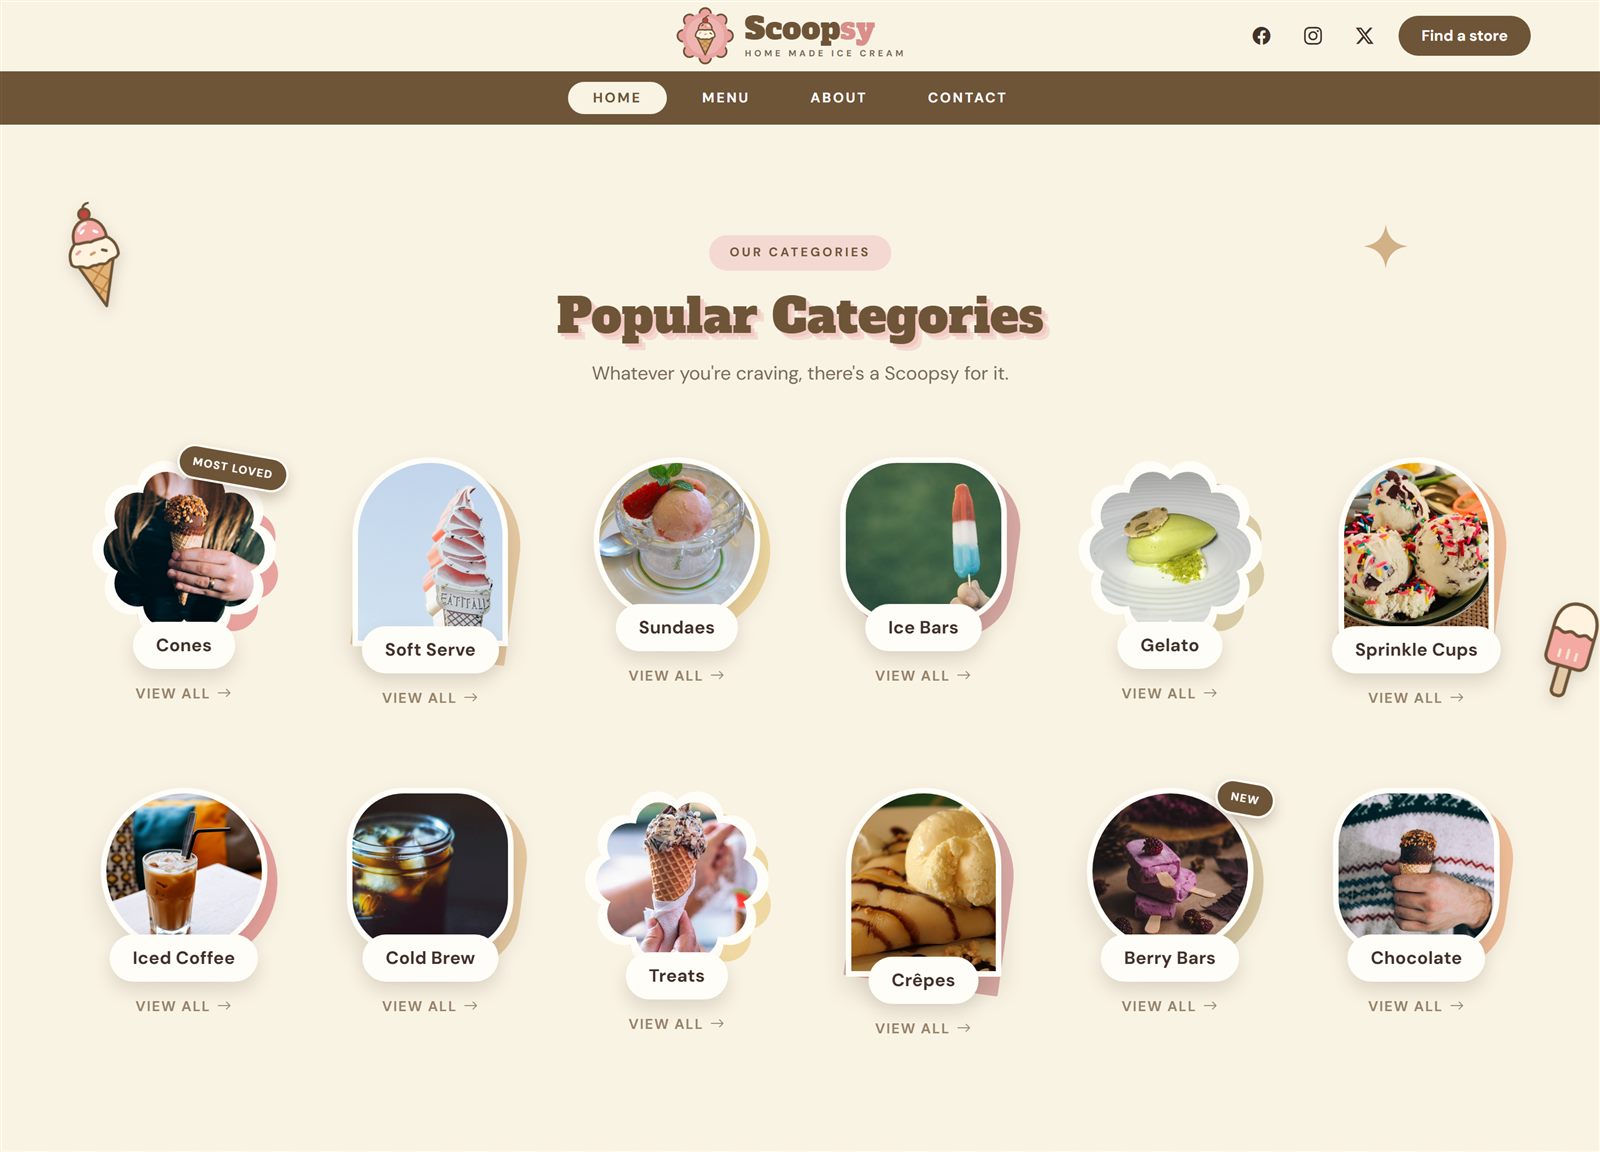 Scoopsy
HOME MADE ICE CREAM
Find a store
HOME
MENU
ABOUT
CONTACT
OUR CATEGORIES
Popular Categories
Whatever you're craving, there's a Scoopsy for it.
MOST LOVED
EATITALY
Cones
Soft Serve
Sundaes
Ice Bars
Gelato
Sprinkle Cups
VIEW ALL →
VIEW ALL →
VIEW ALL →
VIEW ALL →
VIEW ALL →
VIEW ALL →
NEW
Iced Coffee
Cold Brew
Treats
Crêpes
Berry Bars
Chocolate
VIEW ALL →
VIEW ALL →
VIEW ALL →
VIEW ALL →
VIEW ALL →
VIEW ALL →